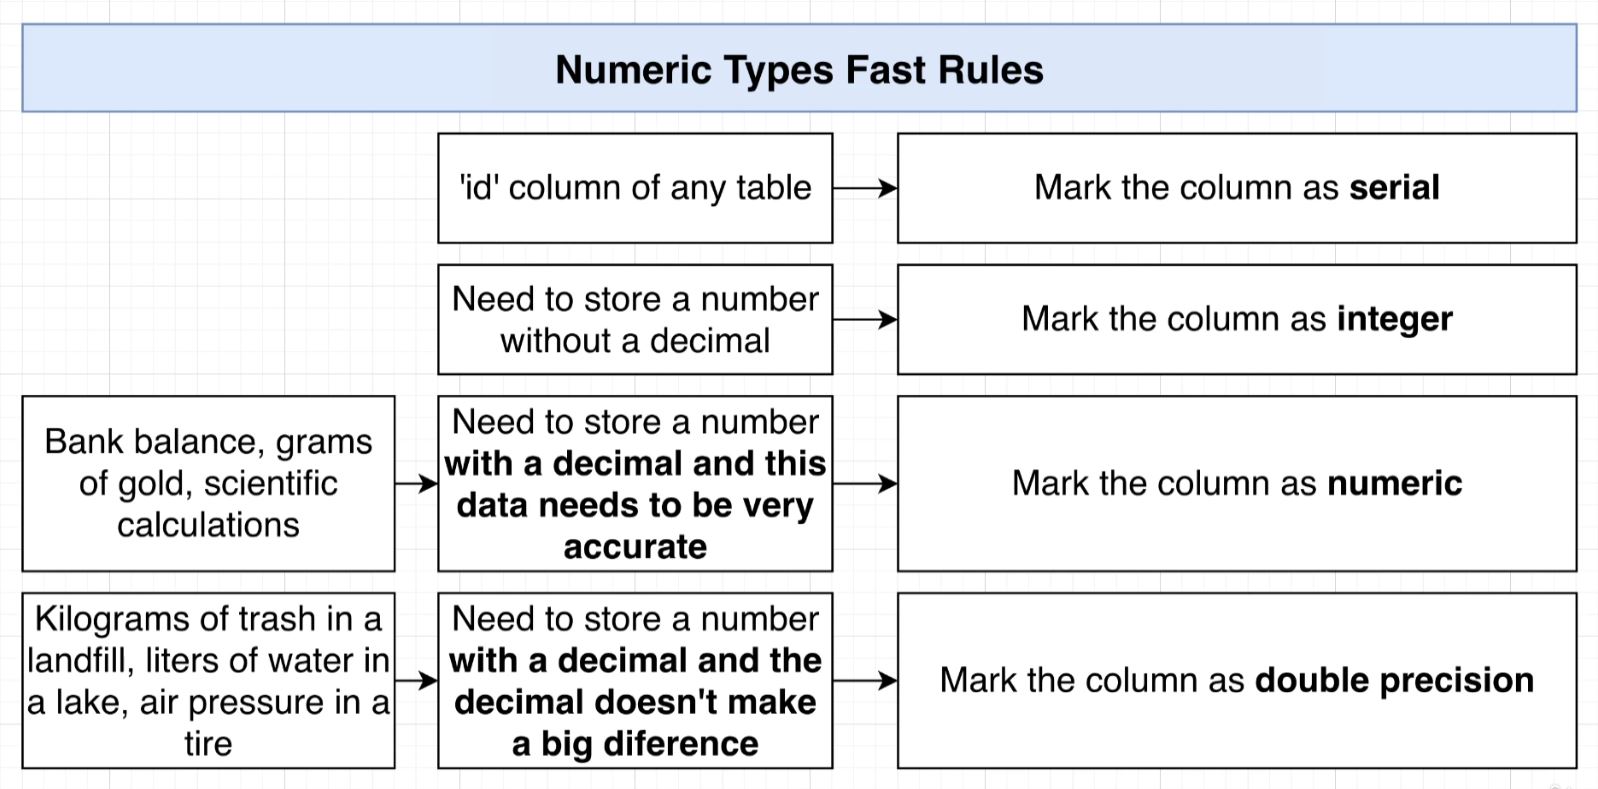 Numeric Types Fast Rules
'id' column of any table
Mark the column as serial
Need to store a number
without a decimal
Mark the column as integer
Bank balance, grams
of gold, scientific
calculations
Need to store a number
with a decimal and this
data needs to be very
accurate
Mark the column as numeric
Kilograms of trash in a
landfill, liters of water in
a lake, air pressure in a
tire
Need to store a number
with a decimal and the
decimal doesn't make
a big diference
Mark the column as double precision